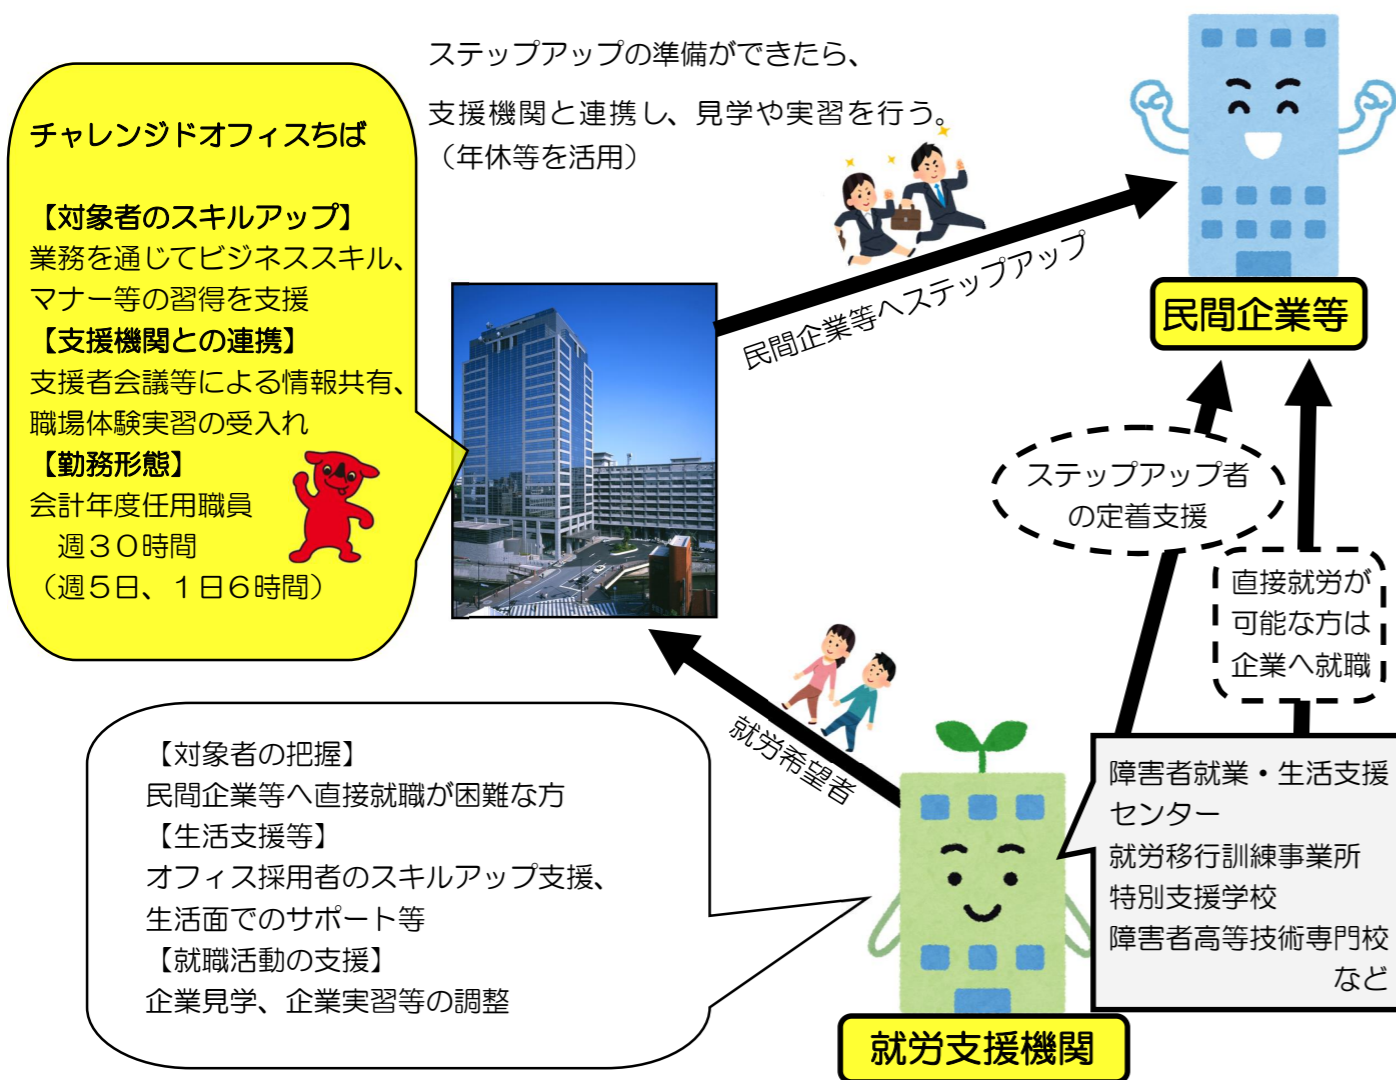 ステップアップの準備ができたら、
支援機関と連携し、見学や実習を行う。
（年休等を活用）
チャレンジドオフィスちば
【対象者のスキルアップ】
業務を通じてビジネススキル、
マナー等の習得を支援
【支援機関との連携】
支援者会議等による情報共有、
職場体験実習の受入れ
【勤務形態】
会計年度任用職員
週３０時間
（週５日、１日６時間）
民間企業等へステップアップ
民間企業等
ステップアップ者
の定着支援
直接就労が
可能な方は
企業へ就職
就労希望者
【対象者の把握】
民間企業等へ直接就職が困難な方
【生活支援等】
オフィス採用者のスキルアップ支援、
生活面でのサポート等
【就職活動の支援】
企業見学、企業実習等の調整
障害者就業・生活支援
センター
就労移行訓練事業所
特別支援学校
障害者高等技術専門校
など
就労支援機関